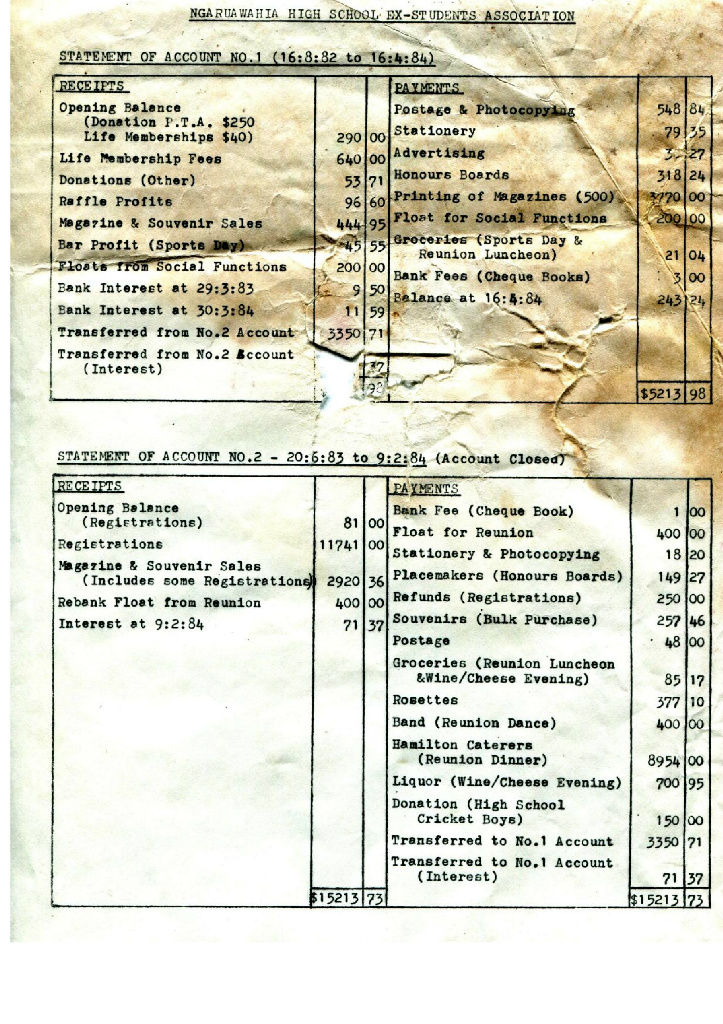 NGARUAWAHIA HIGH SCHOOL EX-STUDENTS ASSOCIATION
STATEMENT OF ACCOUNT NO.1 (16:8:82 to 16:4:84)
RECEIPTS
Opening Balance
(Donation P.T.A. $250
Life Memberships $40) 290 00
Life Membership Fees 640 00
Donations (Other) 53 71
Raffle Profits 96 60
Magazine & Souvenir Sales 444 95
Bar Profit (Sports Day) 45 55
Floats from Social Functions 200 00
Bank Interest at 29:3:83 9 50
Bank Interest at 30:3:84 11 59
Transferred from No.2 Account 3350 71
Transferred from No.2 Account
(Interest) 37
98
PAYMENTS
Postage & Photocopying 548 84
Stationery 79 35
Advertising 27
Honours Boards 318 24
Printing of Magazines (500) 3770 00
Float for Social Functions 200 00
Groceries (Sports Day &
Reunion Luncheon) 21 04
Bank Fees (Cheque Books) 3 00
Balance at 16:4:84 243 24
$5213 98
STATEMENT OF ACCOUNT NO.2 - 20:6:83 to 9:2:84 (Account Closed)
RECEIPTS
Opening Balance
(Registrations) 81 00
Registrations 11741 00
Magazine & Souvenir Sales
(Includes some Registrations) 2920 36
Rebank Float from Reunion 400 00
Interest at 9:2:84 71 37
$15213 73
PAYMENTS
Bank Fee (Cheque Book) 1 00
Float for Reunion 400 00
Stationery & Photocopying 18 20
Placemakers (Honours Boards) 149 27
Refunds (Registrations) 250 00
Souvenirs (Bulk Purchase) 257 46
Postage 48 00
Groceries (Reunion Luncheon
&Wine/Cheese Evening) 85 17
Rosettes 377 10
Band (Reunion Dance) 400 00
Hamilton Caterers
(Reunion Dinner) 8954 00
Liquor (Wine/Cheese Evening) 700 95
Donation (High School
Cricket Boys) 150 00
Transferred to No.1 Account 3350 71
Transferred to No.1 Account
(Interest) 71 37
$15213 73